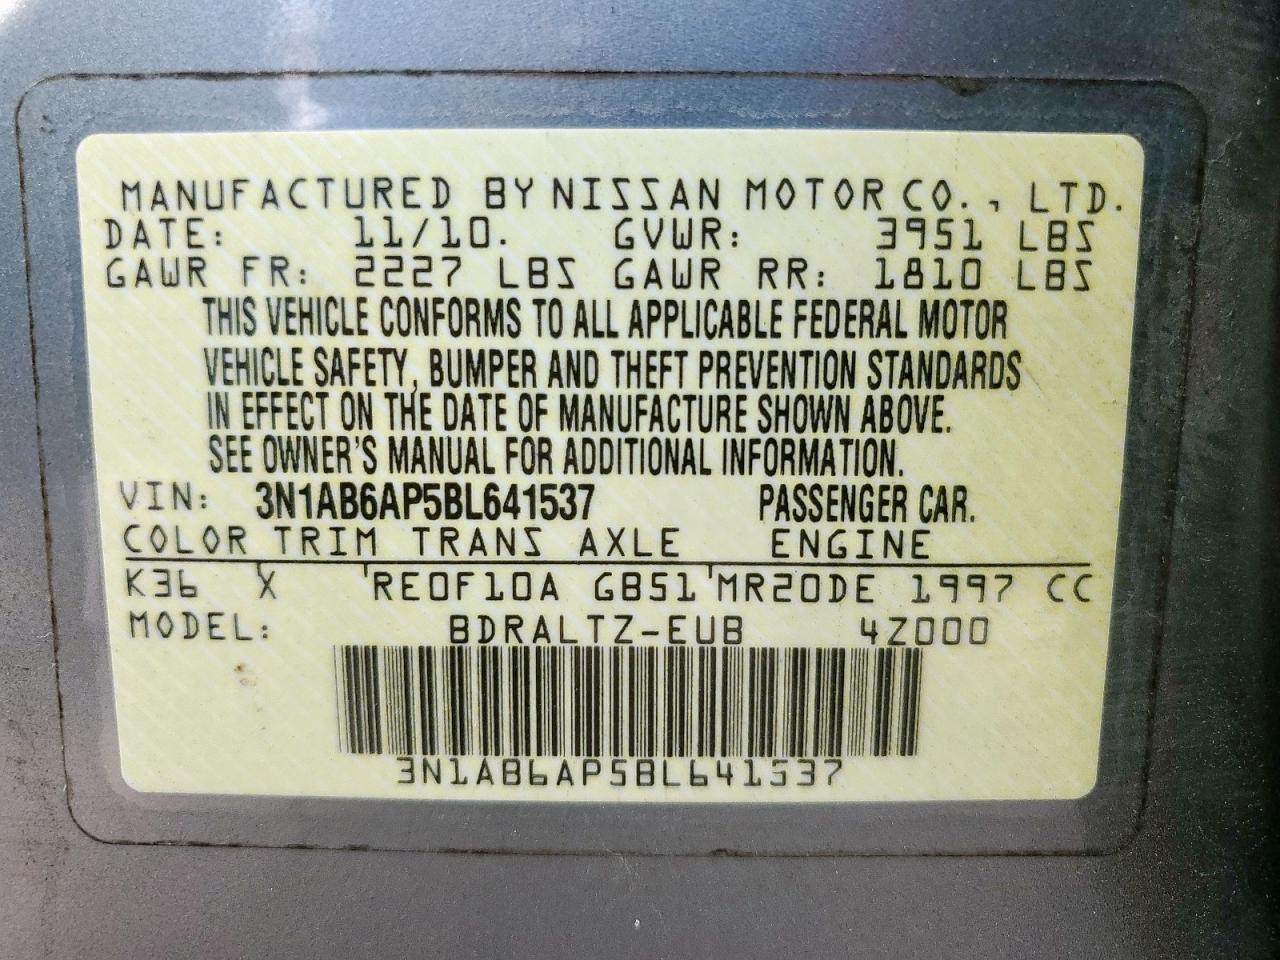 MANUFACTURED BY NISSAN MOTOR CO., LTD.
DATE: 11/10. GVWR: 3951 LBS
GAWR FR: 2227 LBS GAWR RR: 1810 LBS
THIS VEHICLE CONFORMS TO ALL APPLICABLE FEDERAL MOTOR
VEHICLE SAFETY, BUMPER AND THEFT PREVENTION STANDARDS
IN EFFECT ON THE DATE OF MANUFACTURE SHOWN ABOVE.
SEE OWNER'S MANUAL FOR ADDITIONAL INFORMATION.
VIN: 3N1AB6AP5BL641537 PASSENGER CAR.
COLOR TRIM TRANS AXLE ENGINE
K36 X RE0F10A GB51 MR20DE 1997 CC
MODEL: BDRALTZ-EUB 4Z000
3N1AB6AP5BL641537